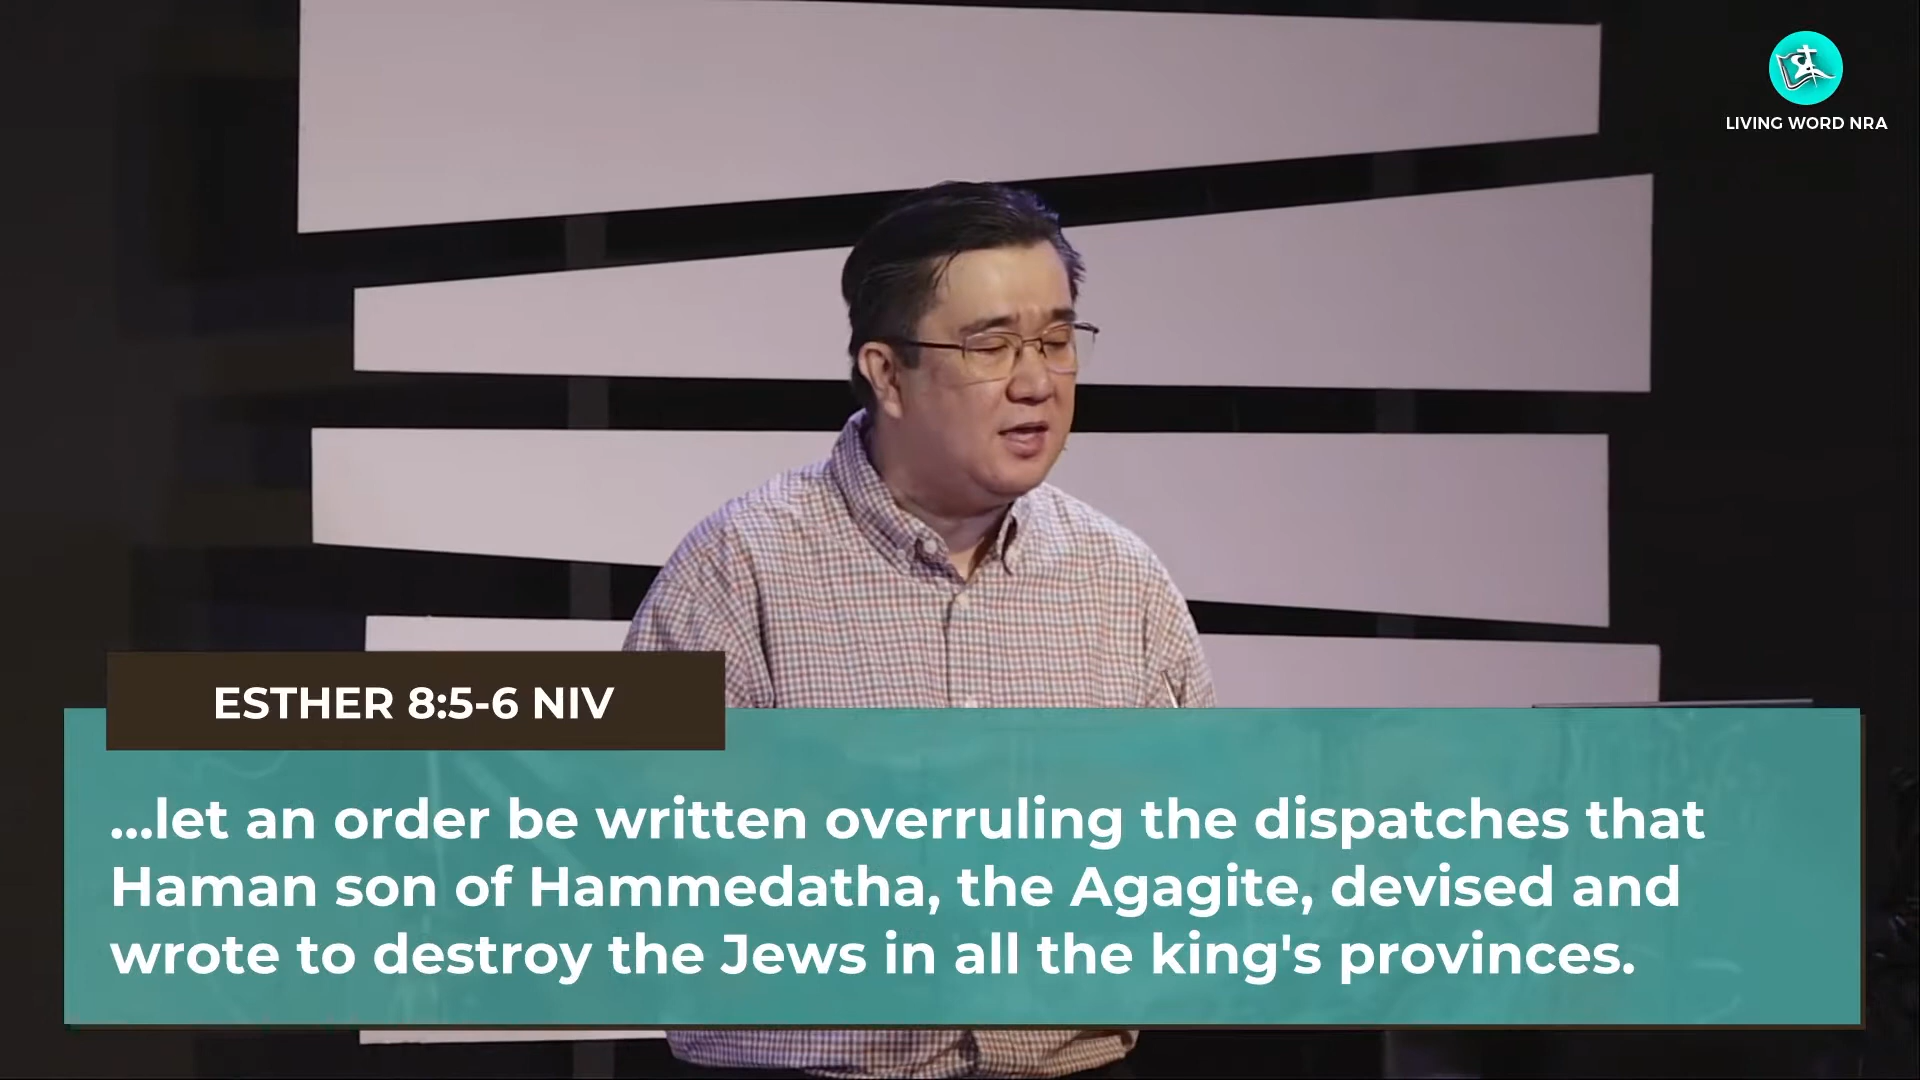 LIVING WORD NRA
ESTHER 8:5-6 NIV
...let an order be written overruling the dispatches that
Haman son of Hammedatha, the Agagite, devised and
wrote to destroy the Jews in all the king's provinces.